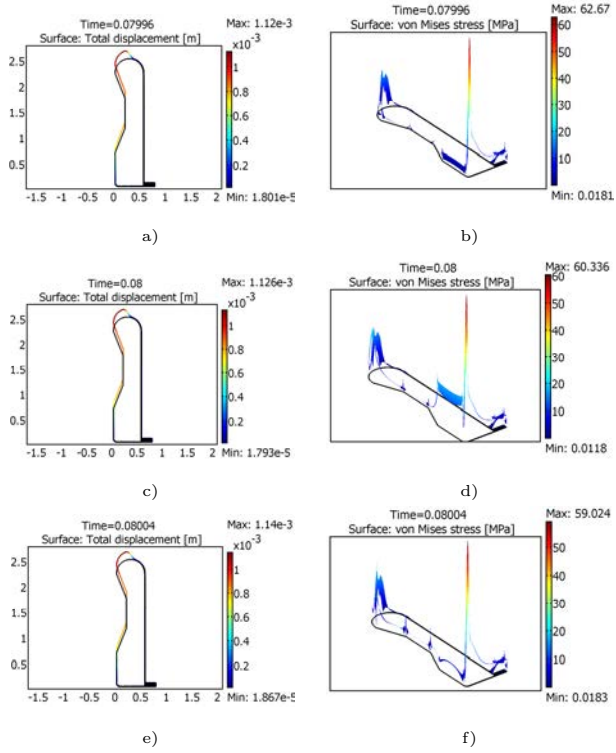 Time=0.07996 Max: 1.12e-3
Surface: Total displacement [m]
×10⁻³
2.5
2
1.5
1
0.5
-1.5 -1 -0.5 0 0.5 1 1.5 2
1
0.8
0.6
0.4
0.2
Min: 1.801e-5
a)
Time=0.07996 Max: 62.67
Surface: von Mises stress [MPa]
60
50
40
30
20
10
Min: 0.0181
b)
Time=0.08 Max: 1.126e-3
Surface: Total displacement [m]
×10⁻³
2.5
2
1.5
1
0.5
-1.5 -1 -0.5 0 0.5 1 1.5 2
1
0.8
0.6
0.4
0.2
Min: 1.793e-5
c)
Time=0.08 Max: 60.336
Surface: von Mises stress [MPa]
60
50
40
30
20
10
Min: 0.0118
d)
Time=0.08004 Max: 1.14e-3
Surface: Total displacement [m]
×10⁻³
2.5
2
1.5
1
0.5
-1.5 -1 -0.5 0 0.5 1 1.5 2
1
0.8
0.6
0.4
0.2
Min: 1.867e-5
e)
Time=0.08004 Max: 59.024
Surface: von Mises stress [MPa]
50
40
30
20
10
Min: 0.0183
f)